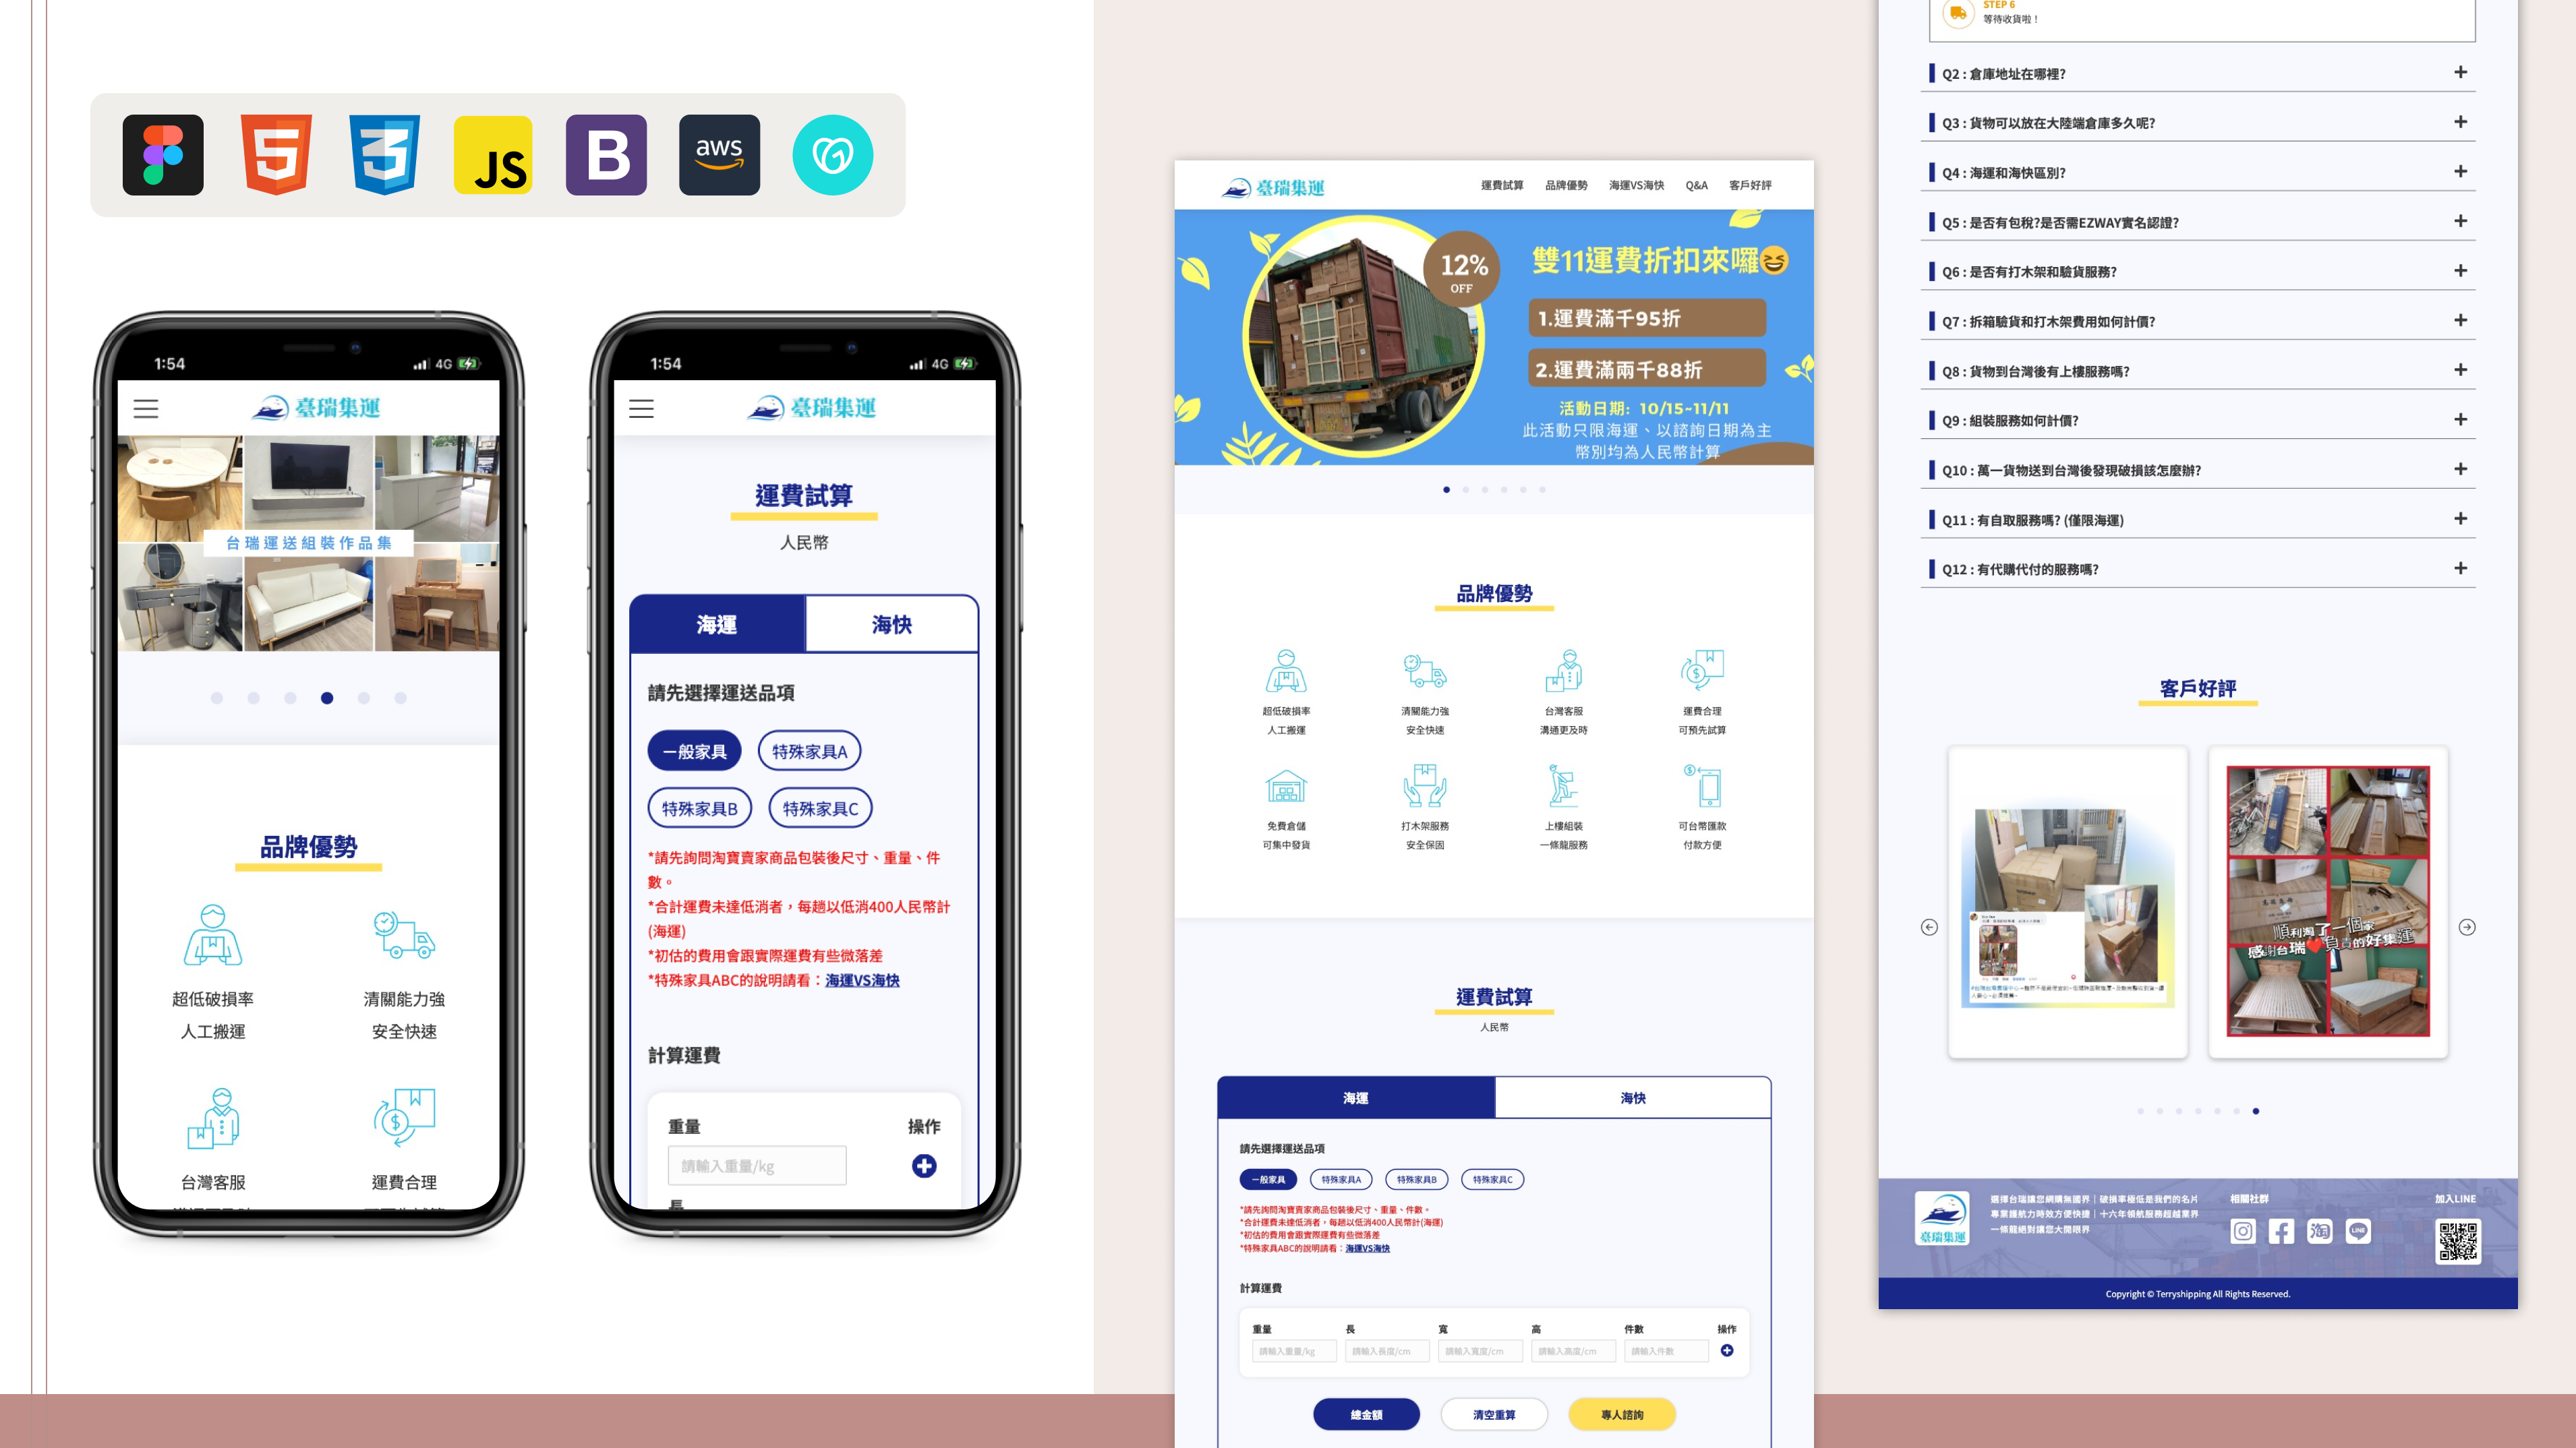 JS
B
aws
1:54
4G
臺瑞集運
台瑞運送組裝作品集
品牌優勢
超低破損率
人工搬運
清關能力強
安全快速
台灣客服
運費合理
1:54
4G
臺瑞集運
運費試算
人民幣
海運
海快
請先選擇運送品項
一般家具
特殊家具A
特殊家具B
特殊家具C
*請先詢問淘寶賣家商品包裝後尺寸、重量、件
數。
*合計運費未達低消者，每趟以低消400人民幣計
(海運)
*初估的費用會跟實際運費有些微落差
*特殊家具ABC的說明請看：海運VS海快
計算運費
重量
操作
請輸入重量/kg
臺瑞集運
運費試算
品牌優勢
海運VS海快
Q&A
客戶好評
12%
OFF
雙11運費折扣來囉
1.運費滿千95折
2.運費滿兩千88折
活動日期: 10/15~11/11
此活動只限海運、以諮詢日期為主
幣別均為人民幣計算
品牌優勢
超低破損率
人工搬運
清關能力強
安全快速
台灣客服
溝通更及時
運費合理
可預先試算
免費倉儲
可集中發貨
打木架服務
安全保固
上樓組裝
一條龍服務
可台幣匯款
付款方便
運費試算
人民幣
海運
海快
請先選擇運送品項
一般家具
特殊家具A
特殊家具B
特殊家具C
*請先詢問淘寶賣家商品包裝後尺寸、重量、件數。
*合計運費未達低消者，每趟以低消400人民幣計(海運)
*初估的費用會跟實際運費有些微落差
*特殊家具ABC的說明請看：海運VS海快
計算運費
重量
長
寬
高
件數
操作
請輸入重量/kg
請輸入長度/cm
請輸入寬度/cm
請輸入高度/cm
請輸入件數
總金額
清空重算
專人諮詢
STEP 6
等待收貨啦！
Q2 : 倉庫地址在哪裡?
Q3 : 貨物可以放在大陸端倉庫多久呢?
Q4 : 海運和海快區別?
Q5 : 是否有包稅?是否需EZWAY實名認證?
Q6 : 是否有打木架和驗貨服務?
Q7 : 拆箱驗貨和打木架費用如何計價?
Q8 : 貨物到台灣後有上樓服務嗎?
Q9 : 組裝服務如何計價?
Q10 : 萬一貨物送到台灣後發現破損該怎麼辦?
Q11 : 有自取服務嗎? (僅限海運)
Q12 : 有代購代付的服務嗎?
客戶好評
順利淘了一個家
感謝台瑞❤負責的好集運
臺瑞集運
選擇台瑞讓您網購無國界｜破損率極低是我們的名片
專業護航力時效方便快捷｜十六年領航服務超越業界
一條龍絕對讓您大開眼界
相關社群
淘
LINE
加入LINE
Copyright © Terryshipping All Rights Reserved.